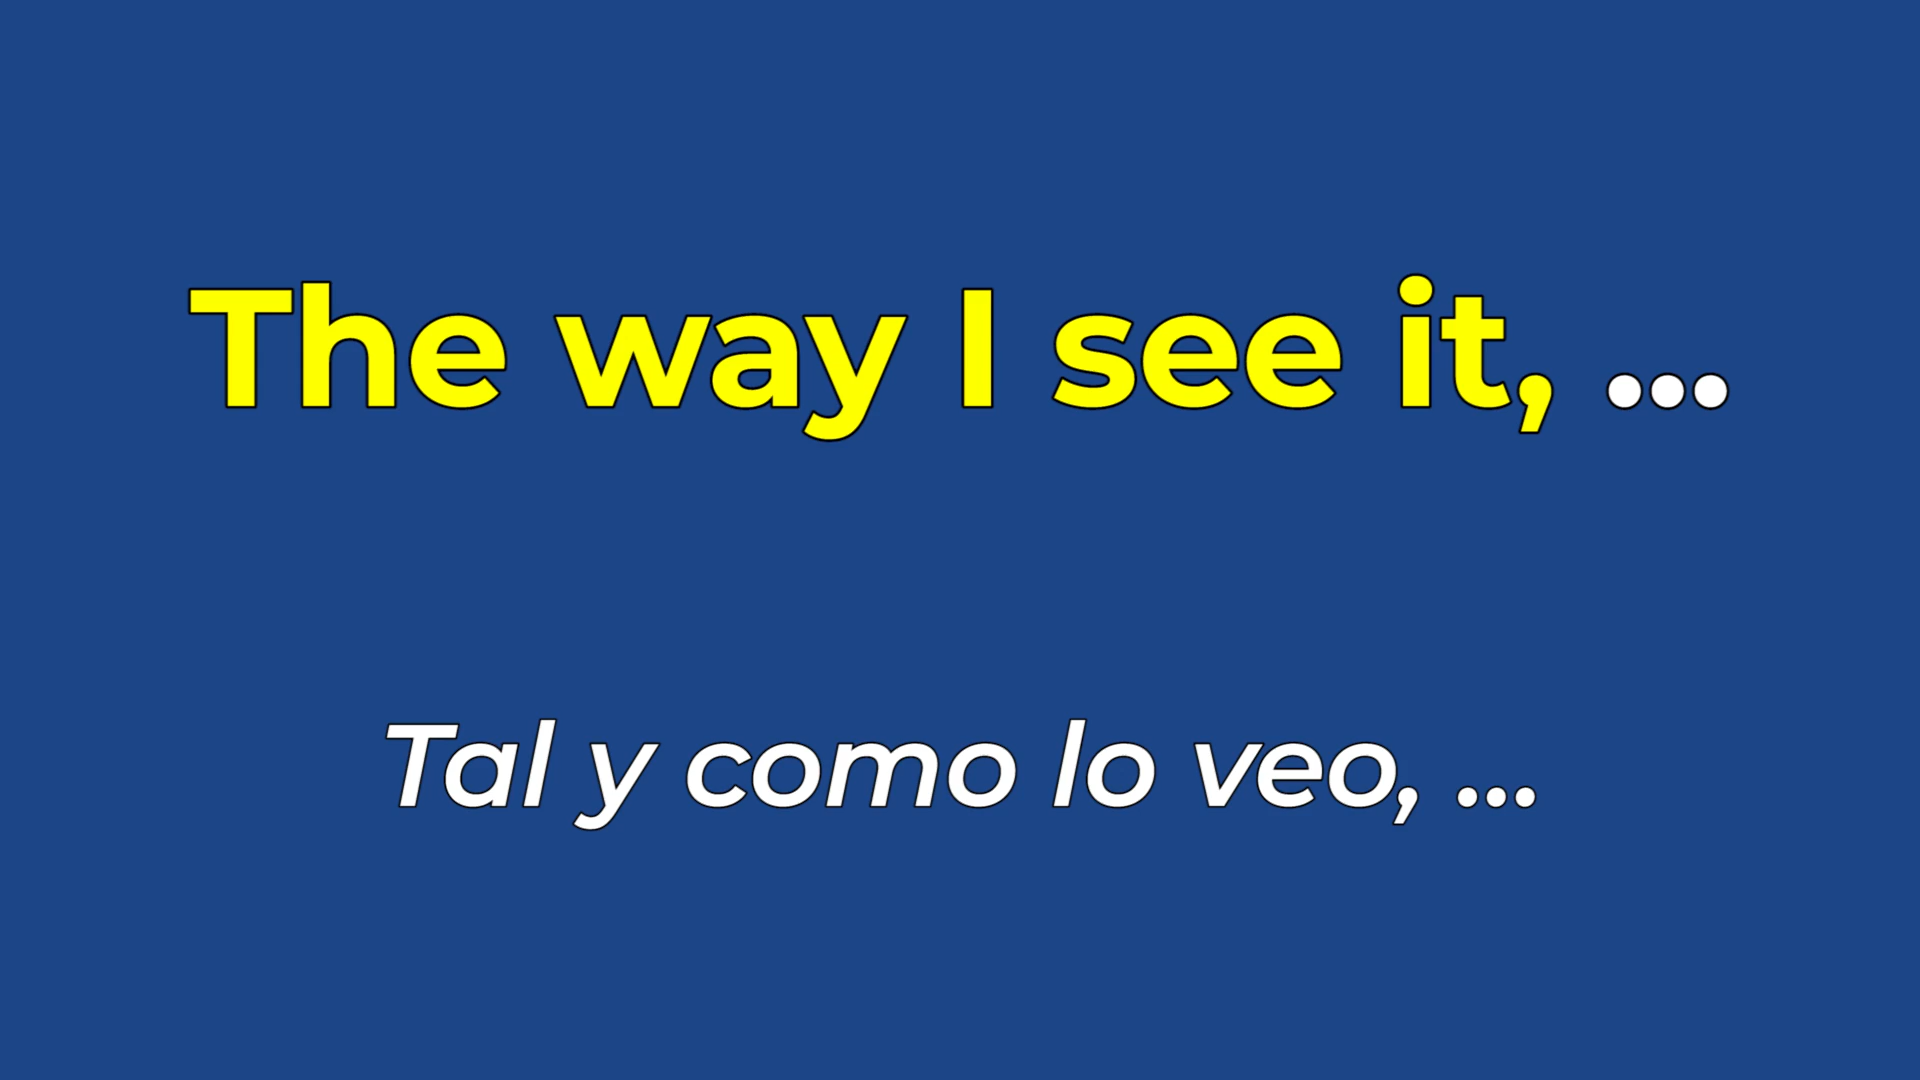 The way I see it, ...
Tal y como lo veo, ...